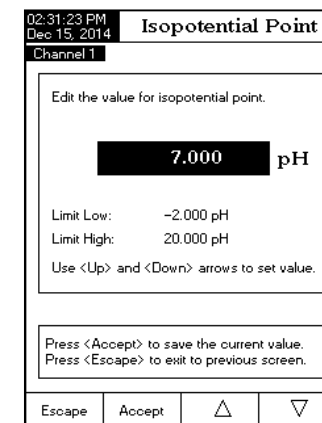 02:31:23 PM
Dec 15, 2014
Isopotential Point
Channel 1
Edit the value for isopotential point.
7.000 pH
Limit Low: -2.000 pH
Limit High: 20.000 pH
Use <Up> and <Down> arrows to set value.
Press <Accept> to save the current value.
Press <Escape> to exit to previous screen.
Escape Accept △ ▽